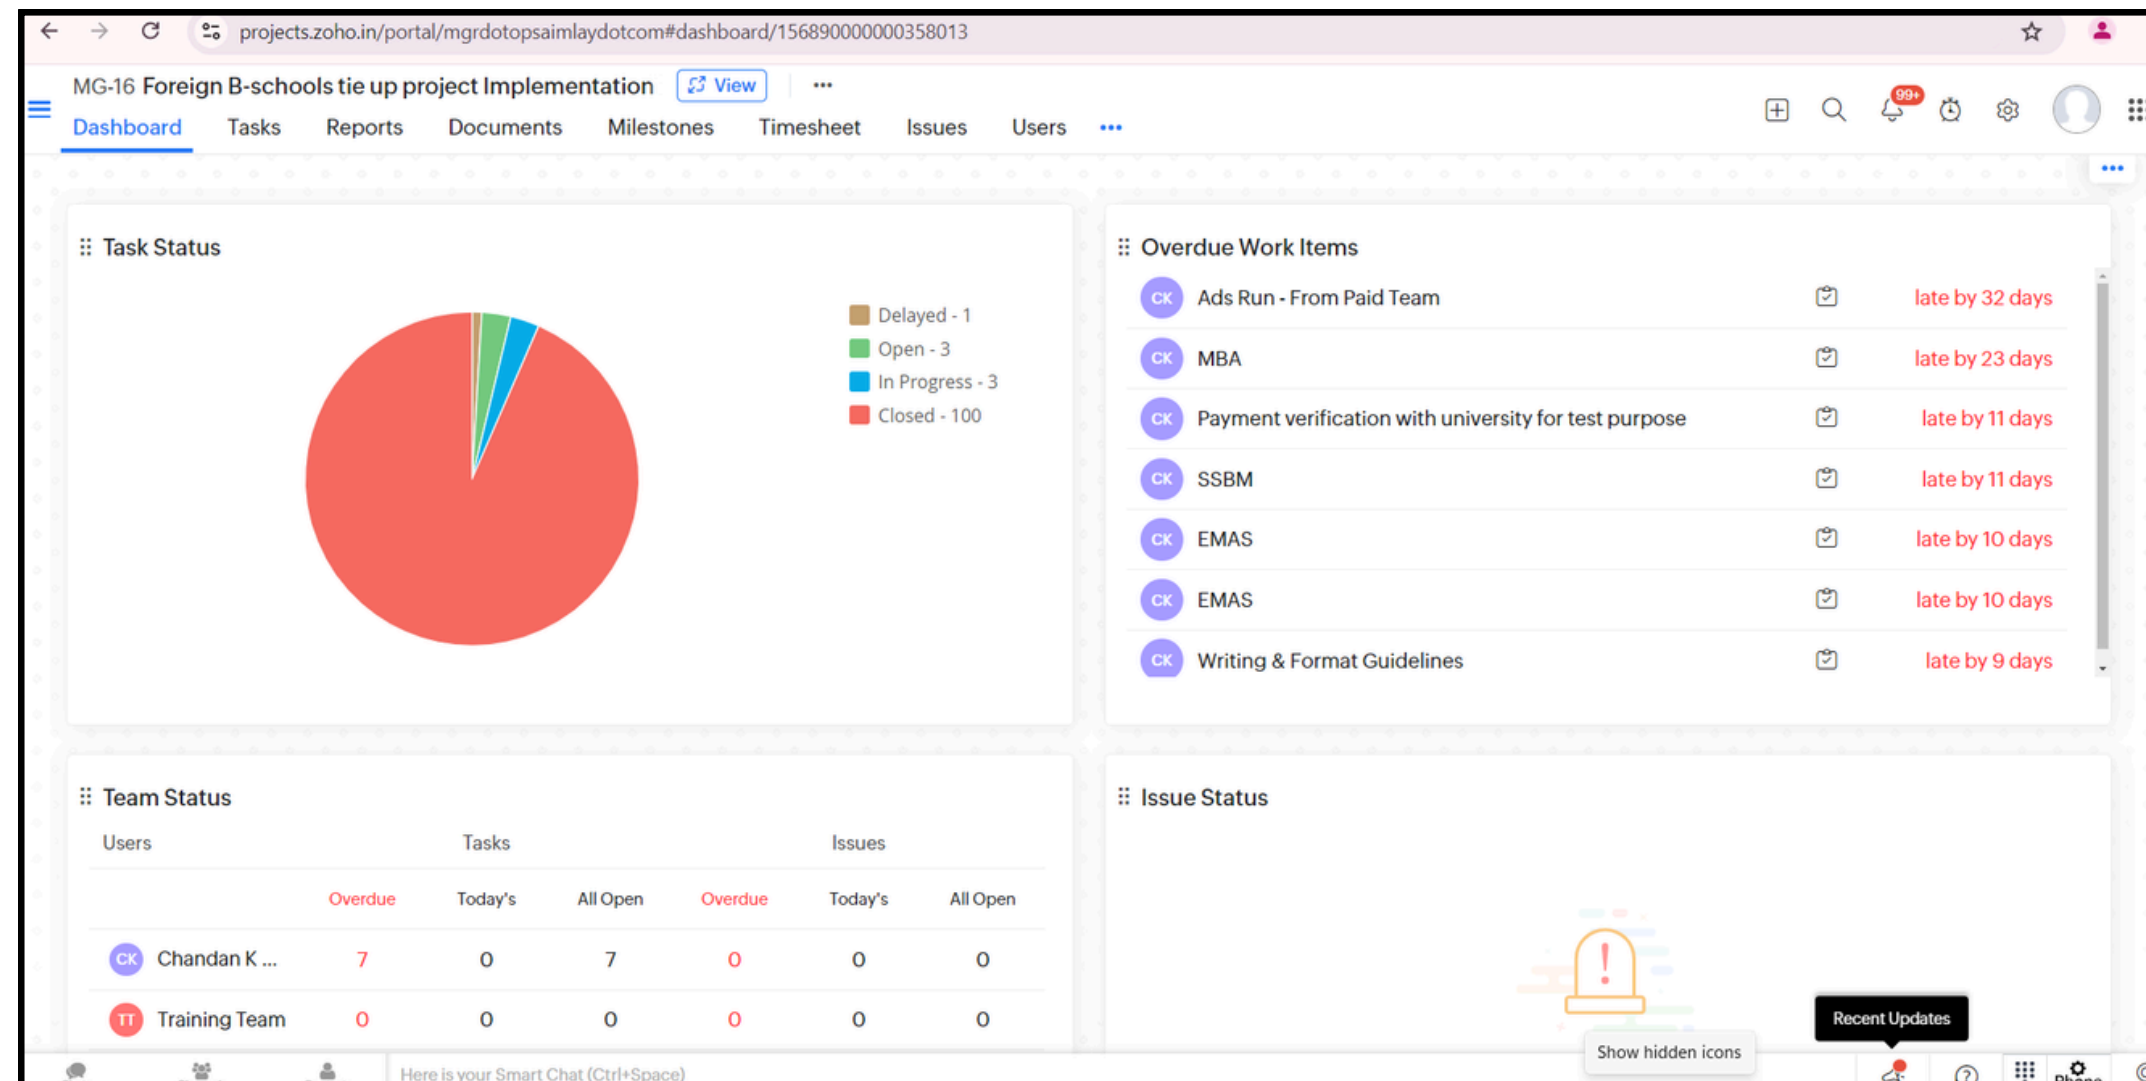 projects.zoho.in/portal/mgrdotopsaimlaydotcom#dashboard/156890000000358013
MG-16 Foreign B-schools tie up project Implementation View
99+
Dashboard Tasks Reports Documents Milestones Timesheet Issues Users
Task Status
Delayed - 1
Open - 3
In Progress - 3
Closed - 100
Overdue Work Items
CK Ads Run - From Paid Team late by 32 days
CK MBA late by 23 days
CK Payment verification with university for test purpose late by 11 days
CK SSBM late by 11 days
CK EMAS late by 10 days
CK EMAS late by 10 days
CK Writing & Format Guidelines late by 9 days
Team Status
Users Tasks Issues
Overdue Today's All Open Overdue Today's All Open
CK Chandan K ... 7 0 7 0 0 0
TT Training Team 0 0 0 0 0 0
Issue Status
Recent Updates
Show hidden icons
Here is your Smart Chat (Ctrl+Space)